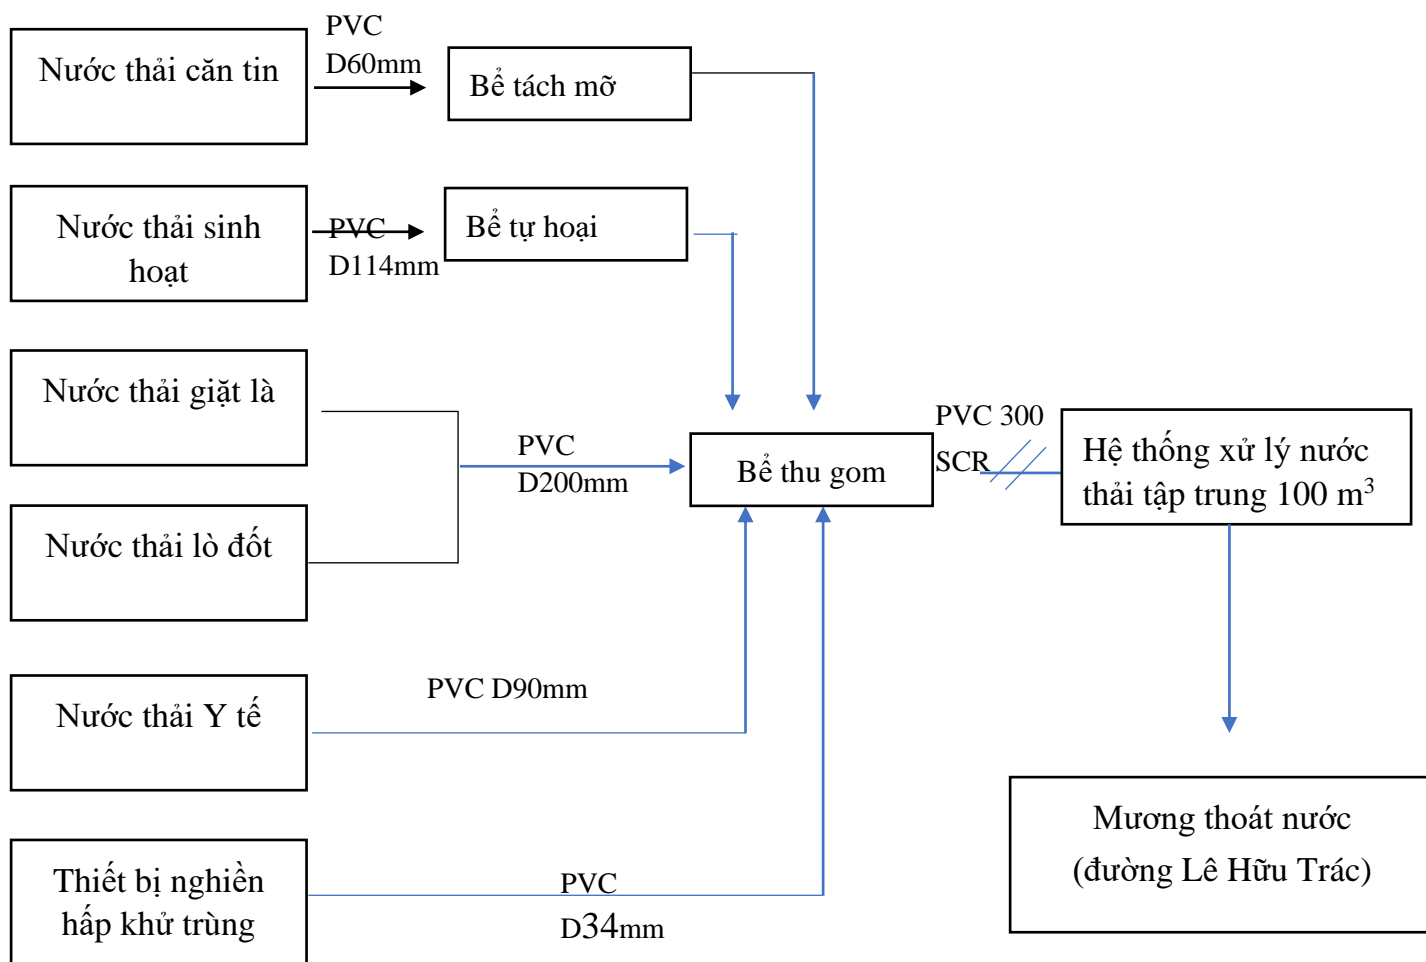 PVC
D60mm
Nước thải căn tin
Bể tách mỡ
Nước thải sinh
hoạt
PVC
D114mm
Bể tự hoại
Nước thải giặt là
PVC
D200mm
Nước thải lò đốt
Bể thu gom
PVC 300
SCR
Hệ thống xử lý nước
thải tập trung 100 m³
Nước thải Y tế
PVC D90mm
Thiết bị nghiền
hấp khử trùng
PVC
D34mm
Mương thoát nước
(đường Lê Hữu Trác)